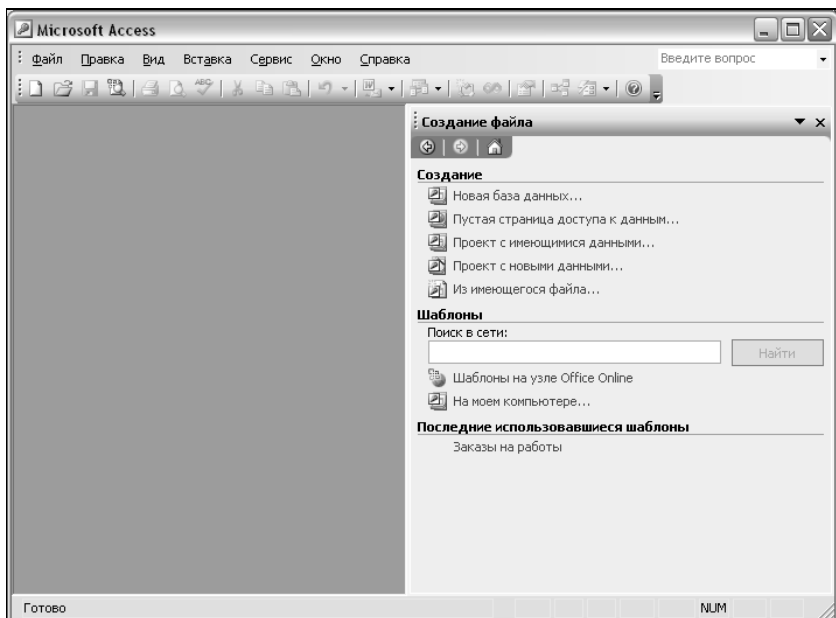 Microsoft Access
Файл Правка Вид Вставка Сервис Окно Справка Введите вопрос
Создание файла
Создание
Новая база данных...
Пустая страница доступа к данным...
Проект с имеющимися данными...
Проект с новыми данными...
Из имеющегося файла...
Шаблоны
Поиск в сети:
Найти
Шаблоны на узле Office Online
На моем компьютере...
Последние использовавшиеся шаблоны
Заказы на работы
Готово NUM